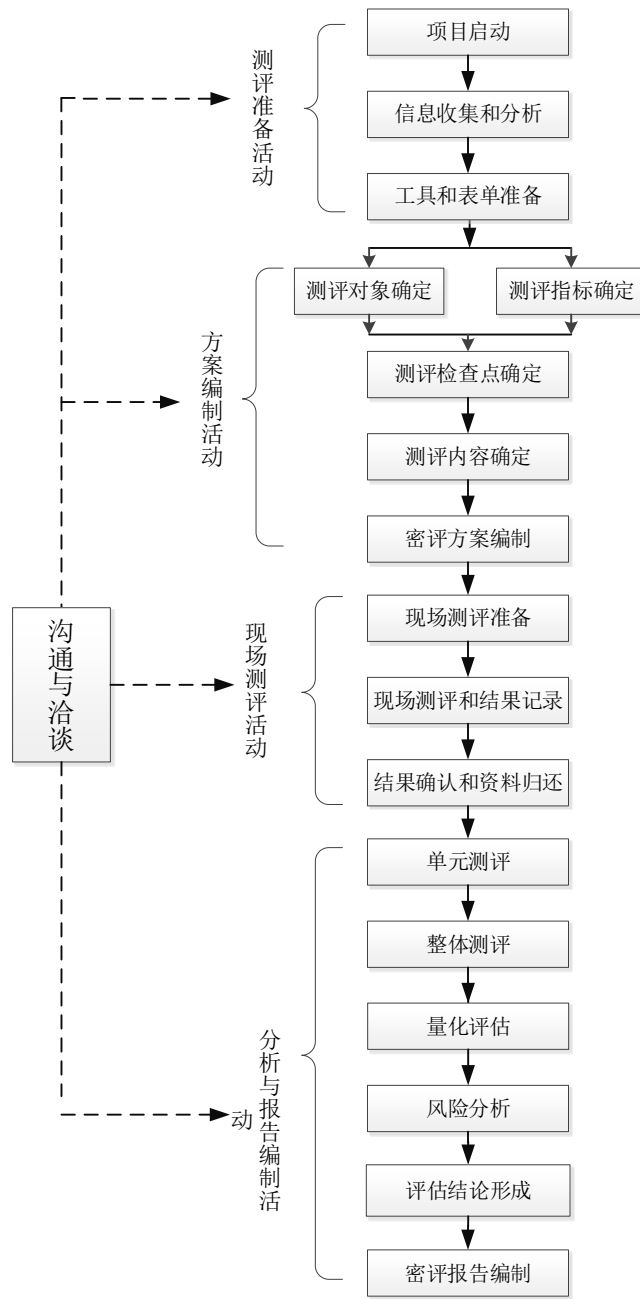 项目启动
测评准备活动
信息收集和分析
工具和表单准备
测评对象确定
测评指标确定
方案编制活动
测评检查点确定
测评内容确定
密评方案编制
沟通与洽谈
现场测评活动
现场测评准备
现场测评和结果记录
结果确认和资料归还
单元测评
整体测评
量化评估
分析与报告编制活
动
风险分析
评估结论形成
密评报告编制